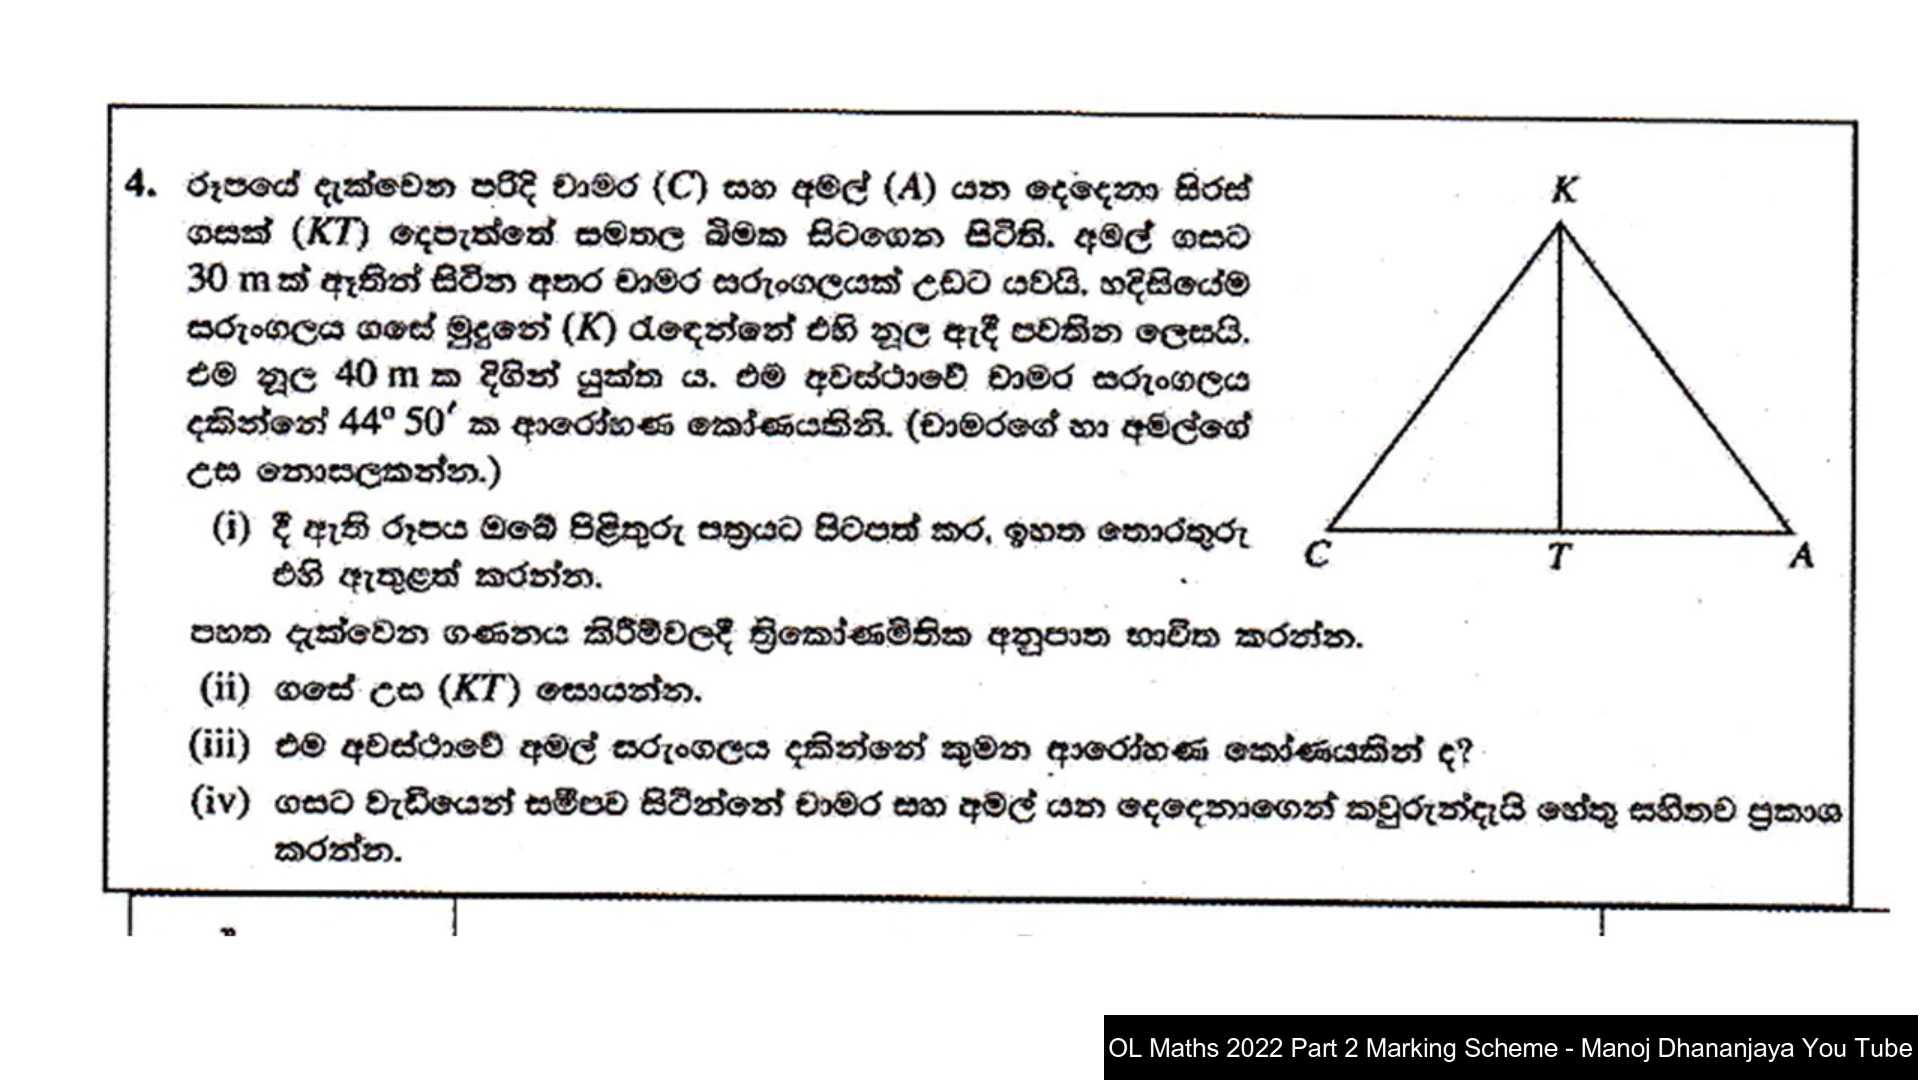 4. රූපයේ දැක්වෙන පරිදි චාමර (C) සහ අමල් (A) යන දෙදෙනා සිරස්
ගසක් (KT) දෙපැත්තේ සමතල බිමක සිටගෙන සිටිති. අමල් ගසට
30 m ක් ඈතින් සිටින අතර චාමර සරුංගලයක් උඩට යවයි. හදිසියේම
සරුංගලය ගසේ මුදුනේ (K) රැඳෙන්නේ එහි නූල ඇදී පවතින ලෙසයි.
එම නූල 40 m ක දිගින් යුක්ත ය. එම අවස්ථාවේ චාමර සරුංගලය
දකින්නේ 44° 50′ ක ආරෝහණ කෝණයකිනි. (චාමරගේ හා අමල්ගේ
උස නොසලකන්න.)
(i) දී ඇති රූපය ඔබේ පිළිතුරු පත්‍රයට පිටපත් කර, ඉහත තොරතුරු
එහි ඇතුළත් කරන්න.
පහත දැක්වෙන ගණනය කිරීම්වලදී ත්‍රිකෝණමිතික අනුපාත භාවිත කරන්න.
(ii) ගසේ උස (KT) සොයන්න.
(iii) එම අවස්ථාවේ අමල් සරුංගලය දකින්නේ කුමන ආරෝහණ කෝණයකින් ද?
(iv) ගසට වැඩියෙන් සමීපව සිටින්නේ චාමර සහ අමල් යන දෙදෙනාගෙන් කවුරුන්දැයි හේතු සහිතව ප්‍රකාශ
කරන්න.
K
C T A
OL Maths 2022 Part 2 Marking Scheme - Manoj Dhananjaya You Tube